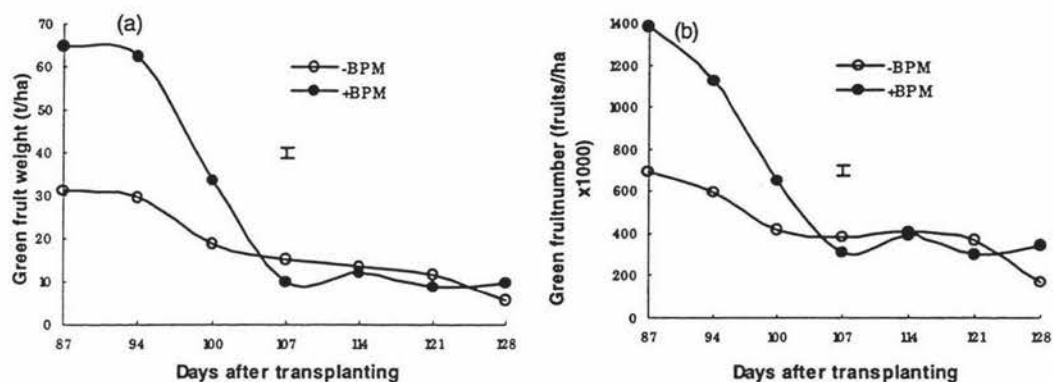 (a)
Green fruit weight (t/ha)
70
60
50
40
30
20
10
0
-BPM
+BPM
87 94 100 107 114 121 128
Days after transplanting
(b)
Green fruitnumber (fruits//ha
x1000)
1400
1200
1000
800
600
400
200
0
-BPM
+BPM
87 94 100 107 114 121 128
Days after transplanting